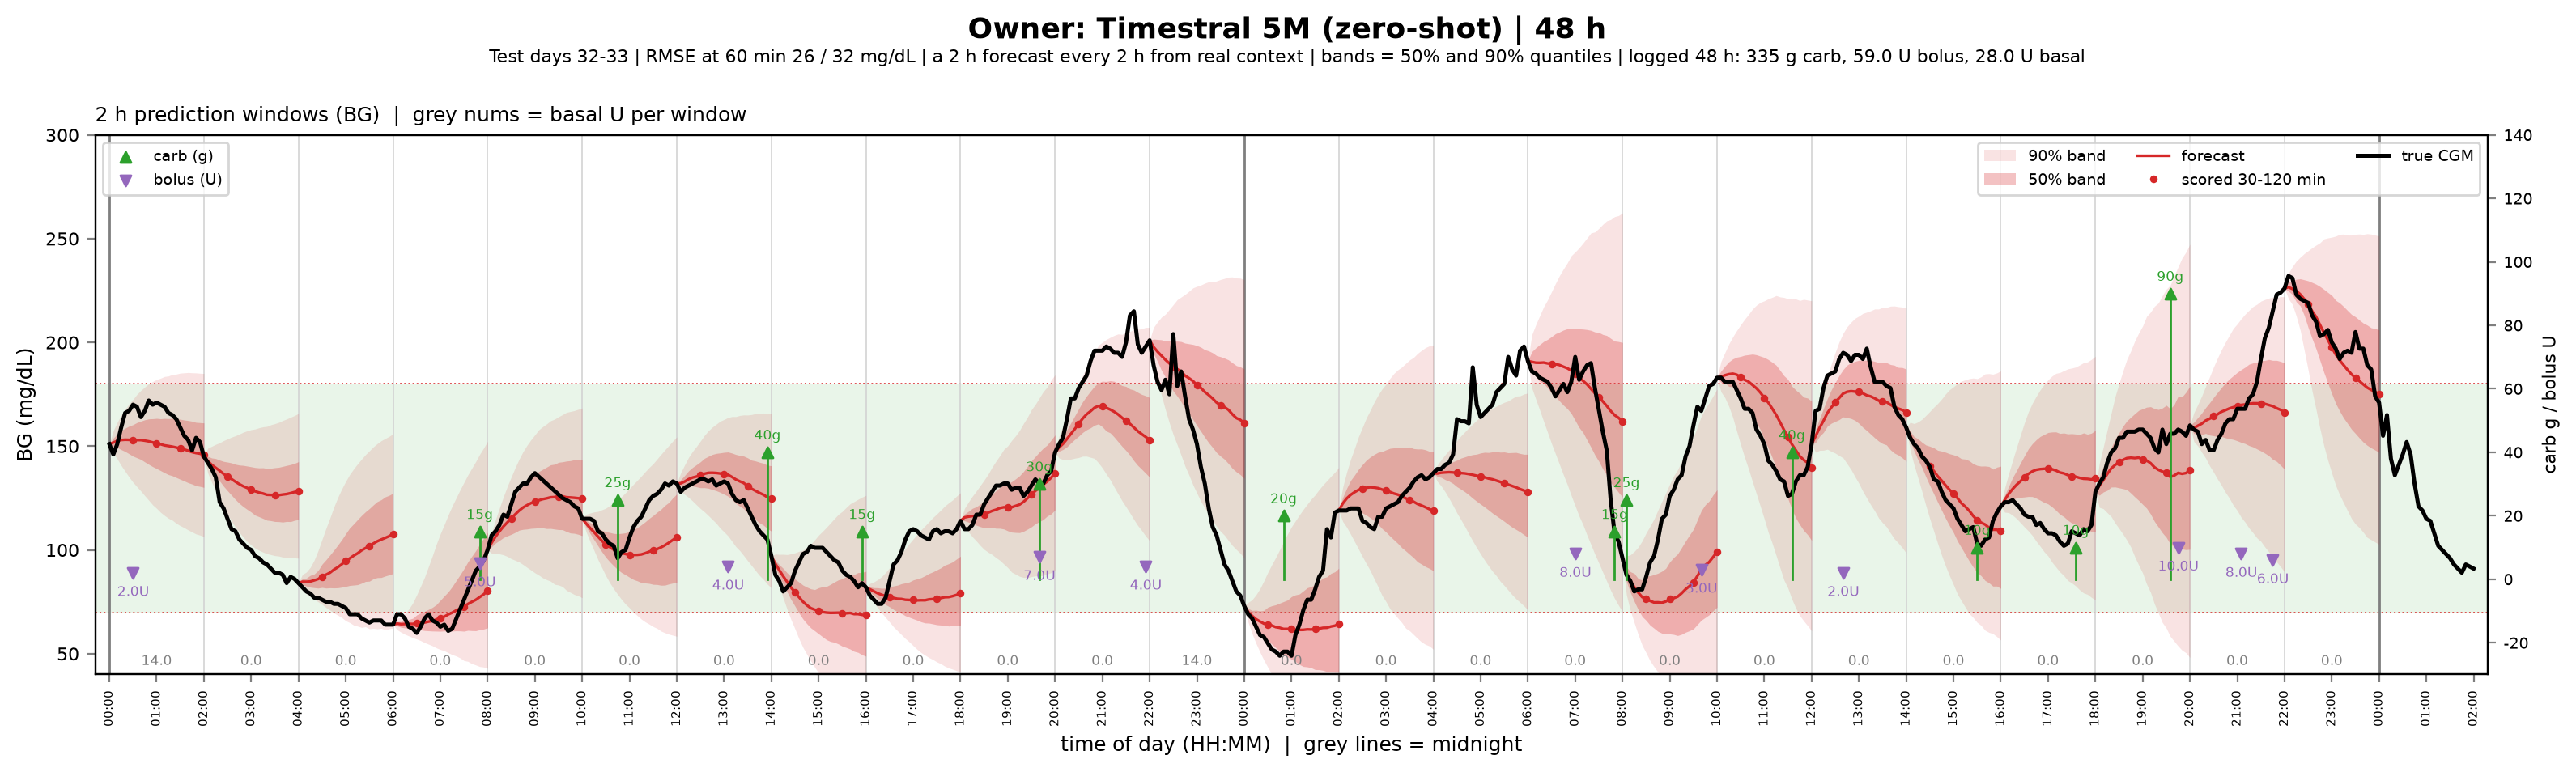 Owner: Timestral 5M (zero-shot) | 48 h
Test days 32-33 | RMSE at 60 min 26 / 32 mg/dL | a 2 h forecast every 2 h from real context | bands = 50% and 90% quantiles | logged 48 h: 335 g carb, 59.0 U bolus, 28.0 U basal
2 h prediction windows (BG)  |  grey nums = basal U per window
carb (g)
bolus (U)
90% band
50% band
forecast
scored 30-120 min
true CGM
BG (mg/dL)
300
250
200
150
100
50
carb g / bolus U
140
120
100
80
60
40
20
0
-20
15g
25g
40g
15g
30g
20g
15g
25g
40g
10g
10g
90g
2.0U
5.0U
4.0U
7.0U
4.0U
8.0U
2.0U
10.0U
8.0U
6.0U
14.0 0.0 0.0 0.0 0.0 0.0 0.0 0.0 0.0 0.0 0.0 14.0 0.0 0.0 0.0 0.0 0.0 0.0 0.0 0.0 0.0 0.0 0.0 0.0
00:00 01:00 02:00 03:00 04:00 05:00 06:00 07:00 08:00 09:00 10:00 11:00 12:00 13:00 14:00 15:00 16:00 17:00 18:00 19:00 20:00 21:00 22:00 23:00 00:00 01:00 02:00 03:00 04:00 05:00 06:00 07:00 08:00 09:00 10:00 11:00 12:00 13:00 14:00 15:00 16:00 17:00 18:00 19:00 20:00 21:00 22:00 23:00 00:00 01:00 02:00
time of day (HH:MM)  |  grey lines = midnight